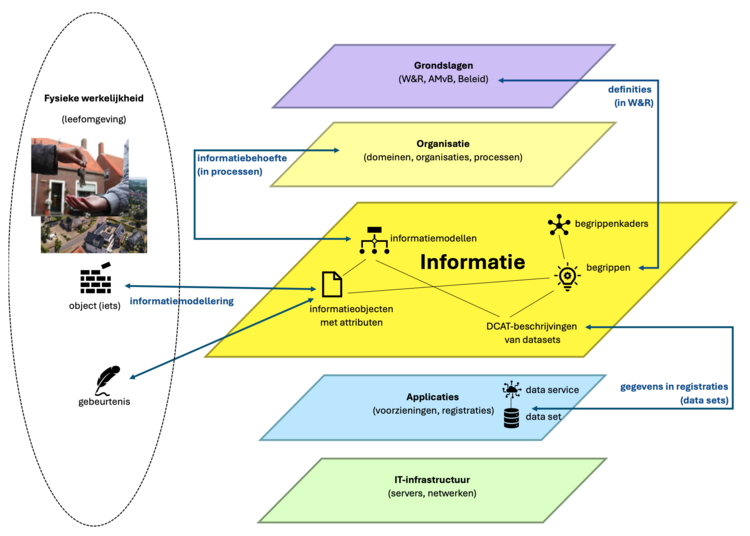 Fysieke werkelijkheid
(leefomgeving)
object (iets)
gebeurtenis
informatiemodellering
informatiebehoefte
(in processen)
Grondslagen
(W&R, AMvB, Beleid)
definities
(in W&R)
Organisatie
(domeinen, organisaties, processen)
informatiemodellen
begrippenkaders
Informatie
begrippen
informatieobjecten
met attributen
DCAT-beschrijvingen
van datasets
Applicaties
(voorzieningen, registraties)
data service
data set
gegevens in registraties
(data sets)
IT-infrastructuur
(servers, netwerken)